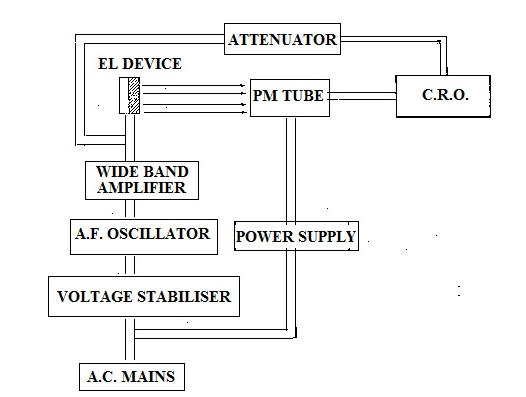 ATTENUATOR
EL DEVICE
PM TUBE
C.R.O.
WIDE BAND
AMPLIFIER
A.F. OSCILLATOR
POWER SUPPLY
VOLTAGE STABILISER
A.C. MAINS